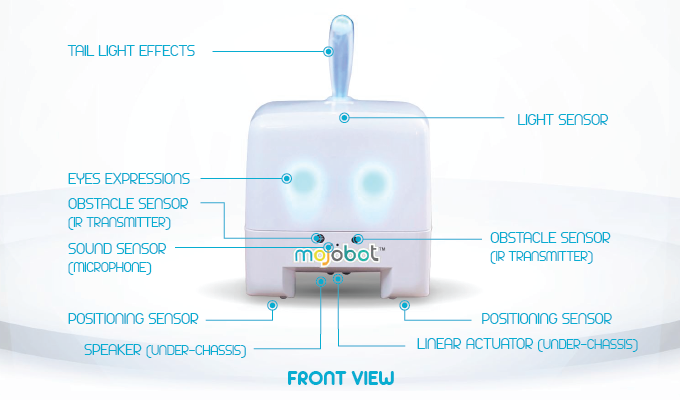 TAIL LIGHT EFFECTS
LIGHT SENSOR
EYES EXPRESSIONS
OBSTACLE SENSOR
(IR TRANSMITTER)
SOUND SENSOR
(MICROPHONE)
mojobot™
OBSTACLE SENSOR
(IR TRANSMITTER)
POSITIONING SENSOR
POSITIONING SENSOR
SPEAKER (UNDER-CHASSIS)
LINEAR ACTUATOR (UNDER-CHASSIS)
FRONT VIEW